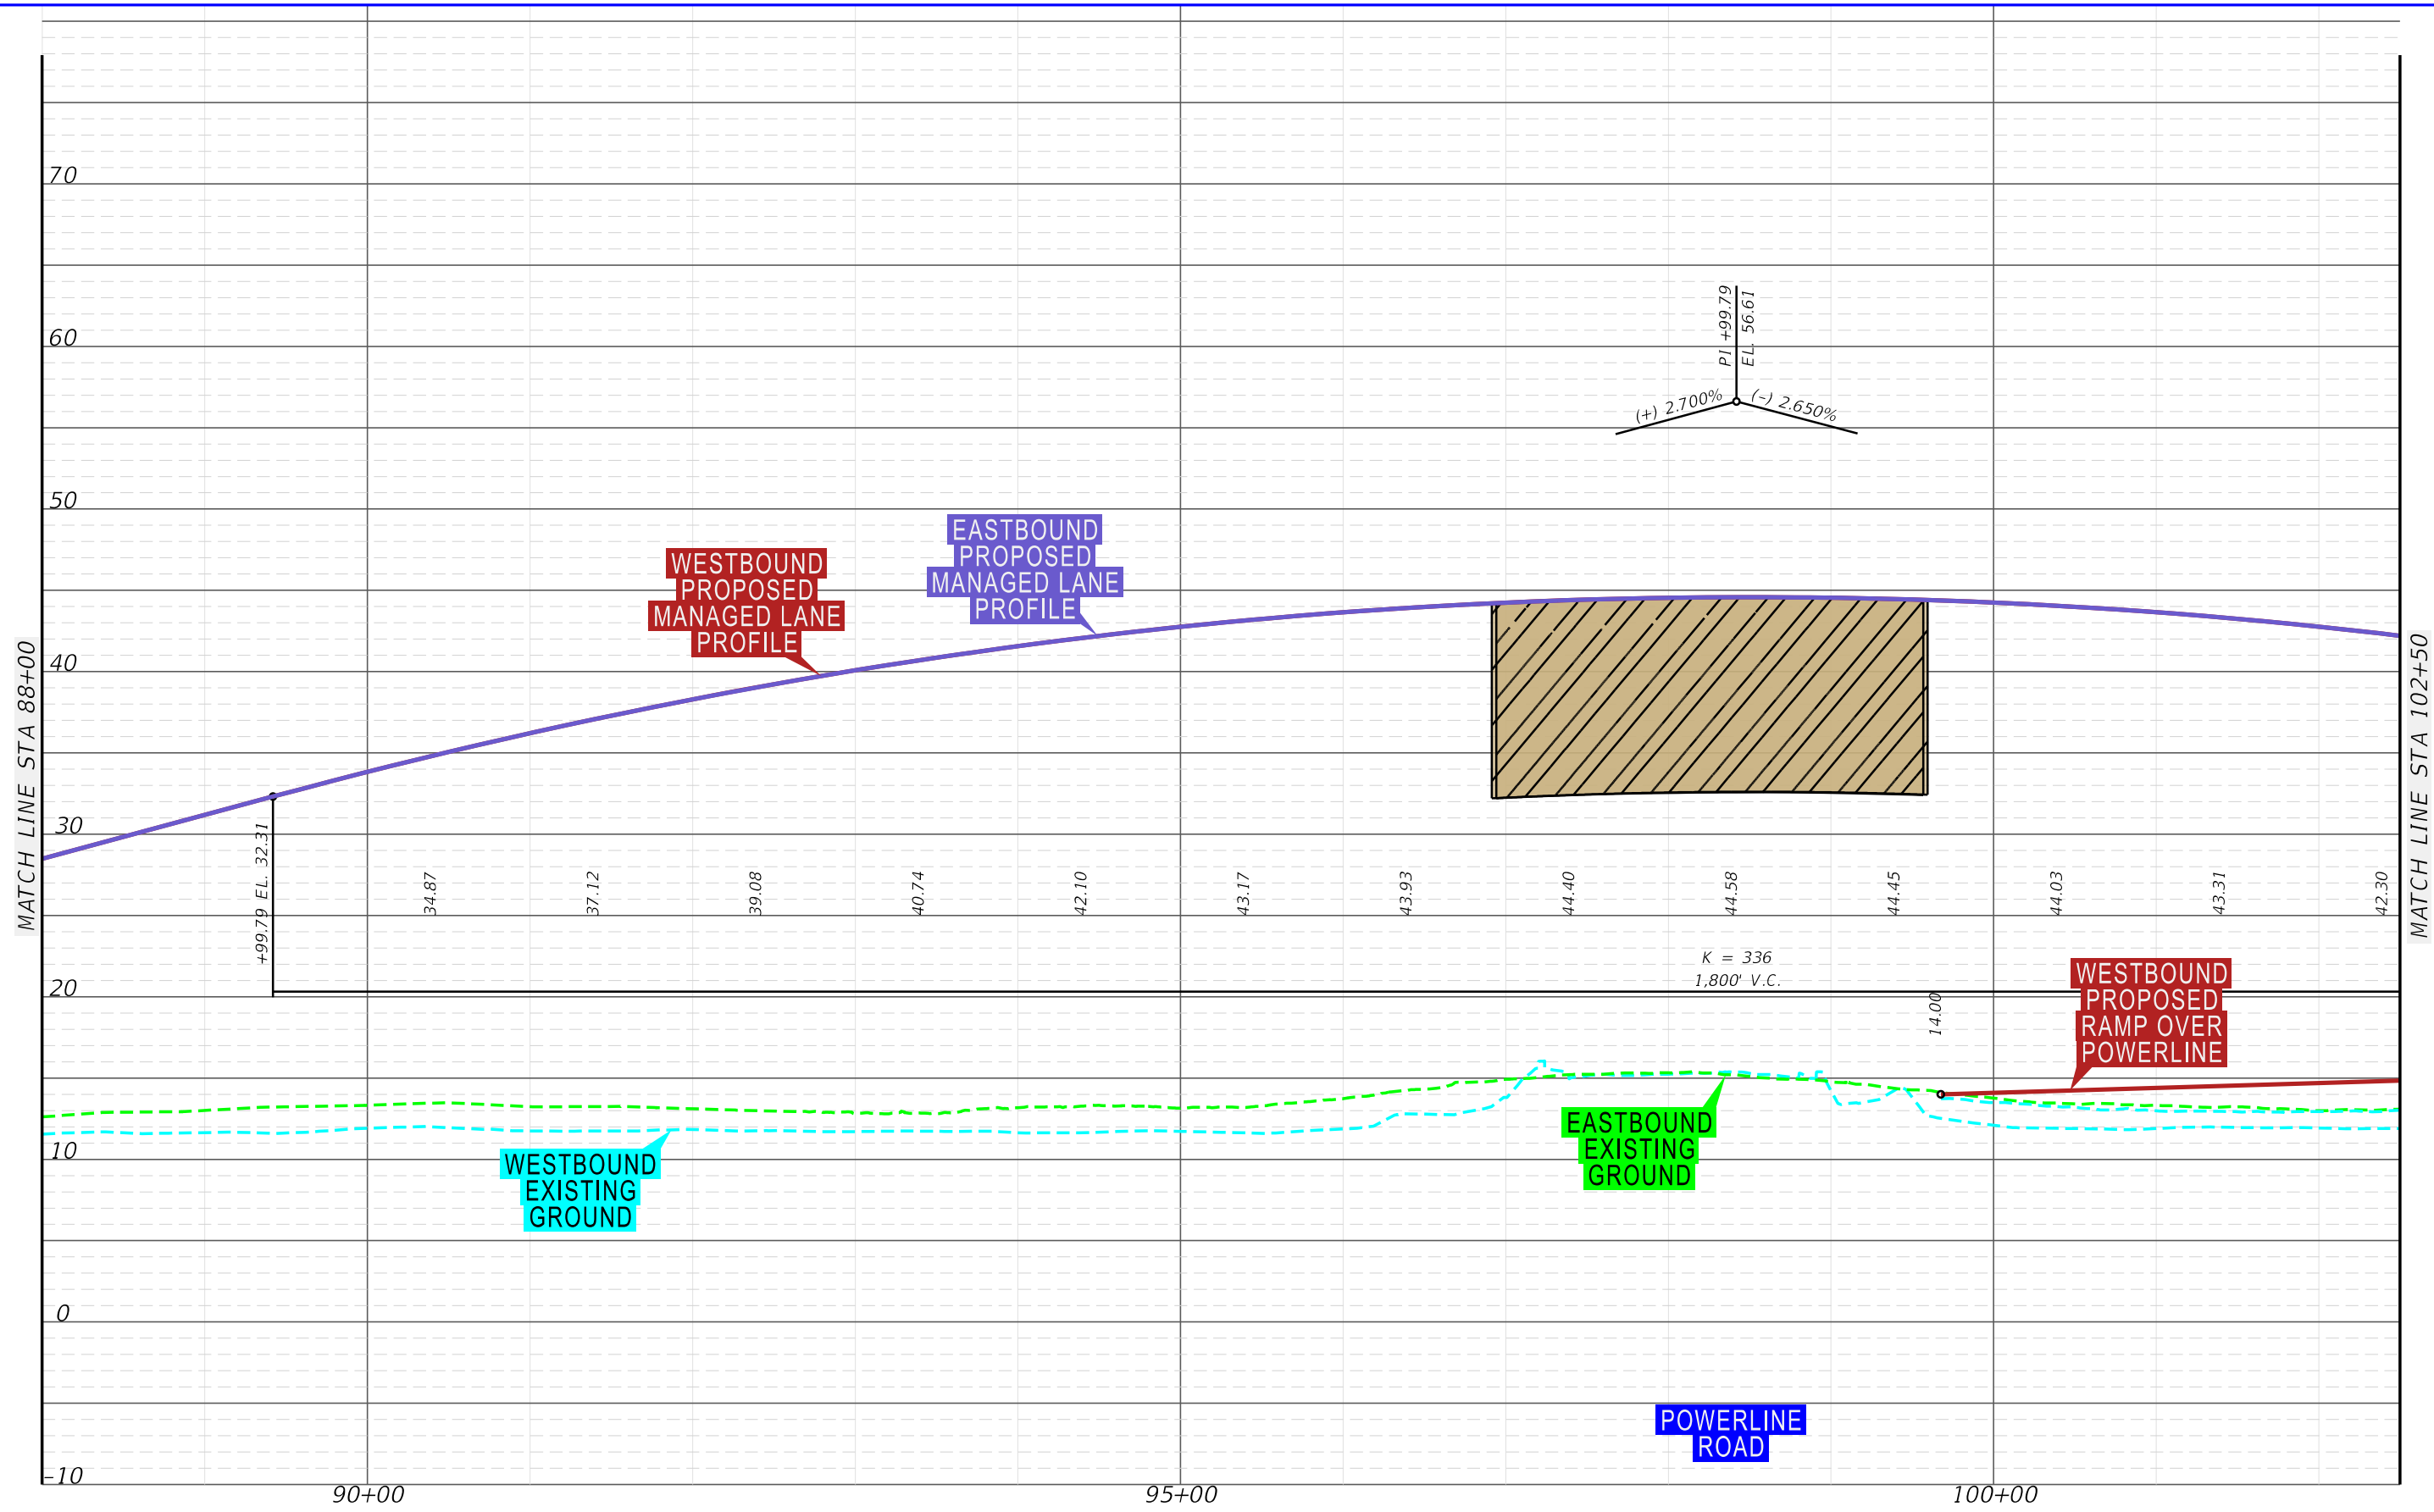 70
60
50
40
30
20
10
0
-10
PI +99.79
EL. 56.61
(+) 2.700%
(-) 2.650%
EASTBOUND
PROPOSED
MANAGED LANE
PROFILE
WESTBOUND
PROPOSED
MANAGED LANE
PROFILE
MATCH LINE STA 88+00
MATCH LINE STA 102+50
+99.79 EL. 32.31
34.87
37.12
39.08
40.74
42.10
43.17
43.93
44.40
44.58
44.45
44.03
43.31
42.30
K = 336
1,800' V.C.
14.00
WESTBOUND
PROPOSED
RAMP OVER
POWERLINE
EASTBOUND
EXISTING
GROUND
WESTBOUND
EXISTING
GROUND
POWERLINE
ROAD
90+00
95+00
100+00